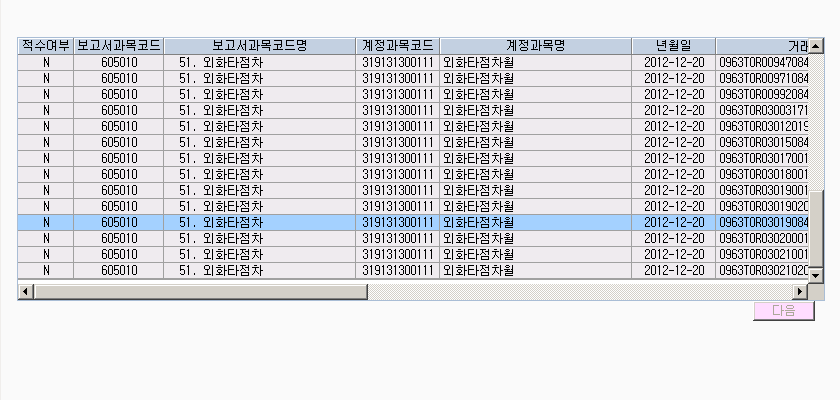 적수여부 보고서과목코드 보고서과목코드명 계정과목코드 계정과목명 년월일 거래
N 605010 51. 외화타점차 319131300111 외화타점차월 2012-12-20 0963T0R00947084
N 605010 51. 외화타점차 319131300111 외화타점차월 2012-12-20 0963T0R00971084
N 605010 51. 외화타점차 319131300111 외화타점차월 2012-12-20 0963T0R00992084
N 605010 51. 외화타점차 319131300111 외화타점차월 2012-12-20 0963T0R03003171
N 605010 51. 외화타점차 319131300111 외화타점차월 2012-12-20 0963T0R03012019
N 605010 51. 외화타점차 319131300111 외화타점차월 2012-12-20 0963T0R03015084
N 605010 51. 외화타점차 319131300111 외화타점차월 2012-12-20 0963T0R03017001
N 605010 51. 외화타점차 319131300111 외화타점차월 2012-12-20 0963T0R03018001
N 605010 51. 외화타점차 319131300111 외화타점차월 2012-12-20 0963T0R03019001
N 605010 51. 외화타점차 319131300111 외화타점차월 2012-12-20 0963T0R03019020
N 605010 51. 외화타점차 319131300111 외화타점차월 2012-12-20 0963T0R03019084
N 605010 51. 외화타점차 319131300111 외화타점차월 2012-12-20 0963T0R03020001
N 605010 51. 외화타점차 319131300111 외화타점차월 2012-12-20 0963T0R03021001
N 605010 51. 외화타점차 319131300111 외화타점차월 2012-12-20 0963T0R03021020
다음